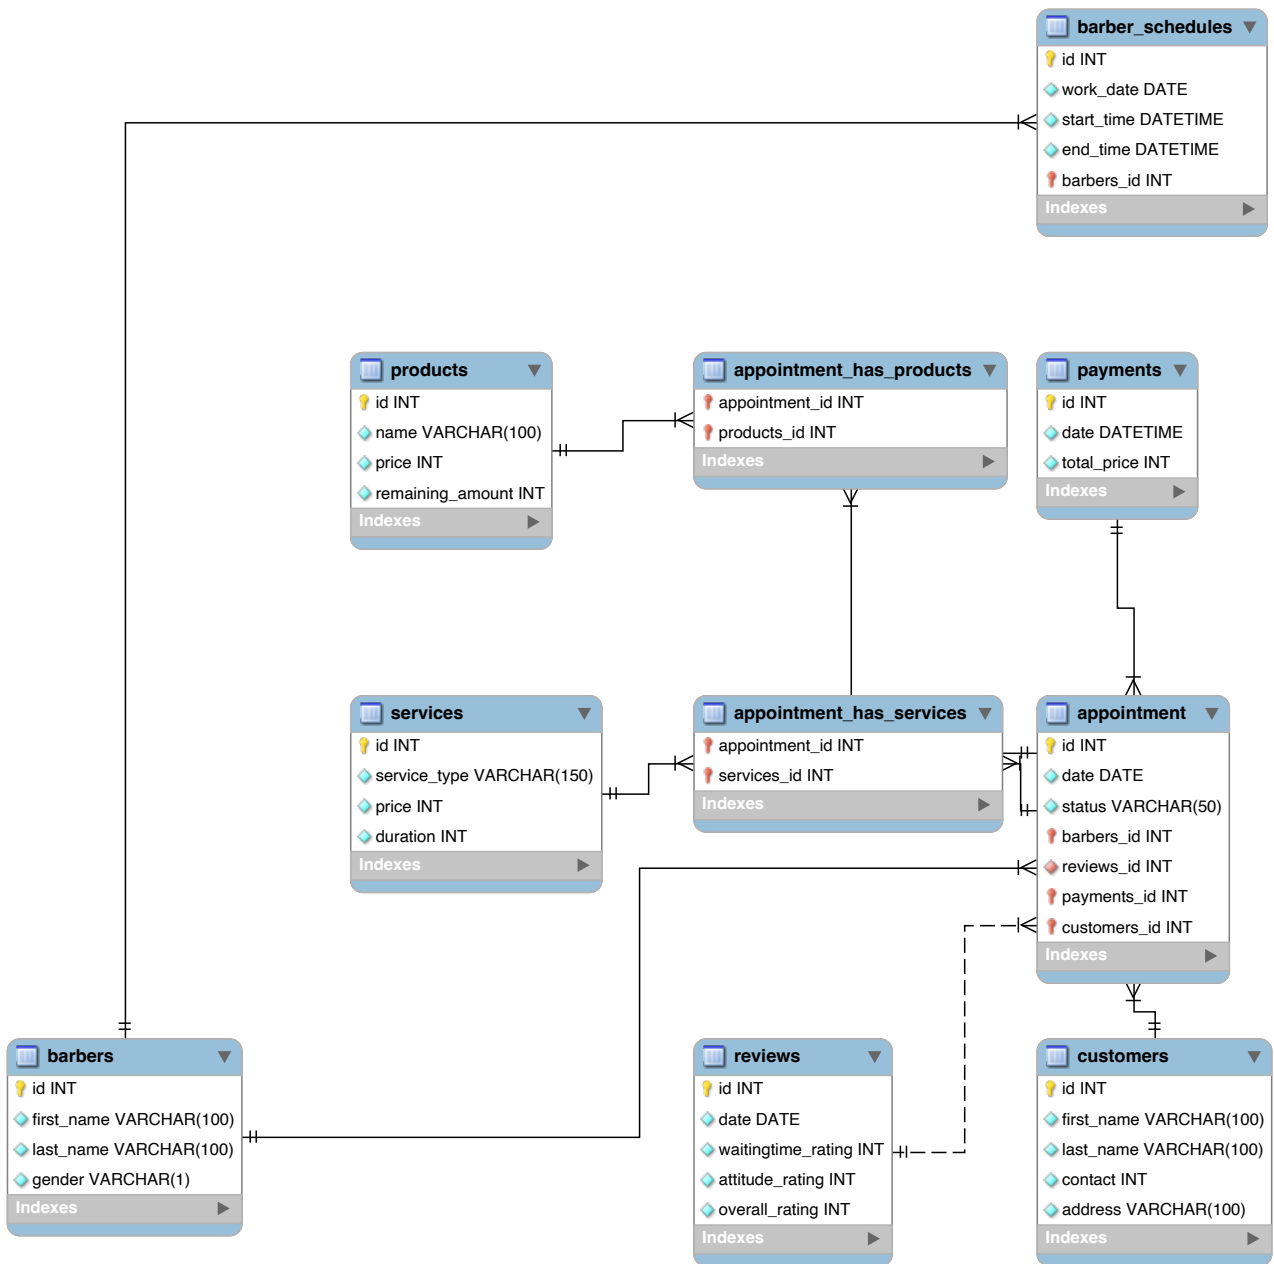 barber_schedules
id INT
work_date DATE
start_time DATETIME
end_time DATETIME
barbers_id INT
Indexes
products
id INT
name VARCHAR(100)
price INT
remaining_amount INT
Indexes
appointment_has_products
appointment_id INT
products_id INT
Indexes
payments
id INT
date DATETIME
total_price INT
Indexes
services
id INT
service_type VARCHAR(150)
price INT
duration INT
Indexes
appointment_has_services
appointment_id INT
services_id INT
Indexes
appointment
id INT
date DATE
status VARCHAR(50)
barbers_id INT
reviews_id INT
payments_id INT
customers_id INT
Indexes
barbers
id INT
first_name VARCHAR(100)
last_name VARCHAR(100)
gender VARCHAR(1)
Indexes
reviews
id INT
date DATE
waitingtime_rating INT
attitude_rating INT
overall_rating INT
Indexes
customers
id INT
first_name VARCHAR(100)
last_name VARCHAR(100)
contact INT
address VARCHAR(100)
Indexes